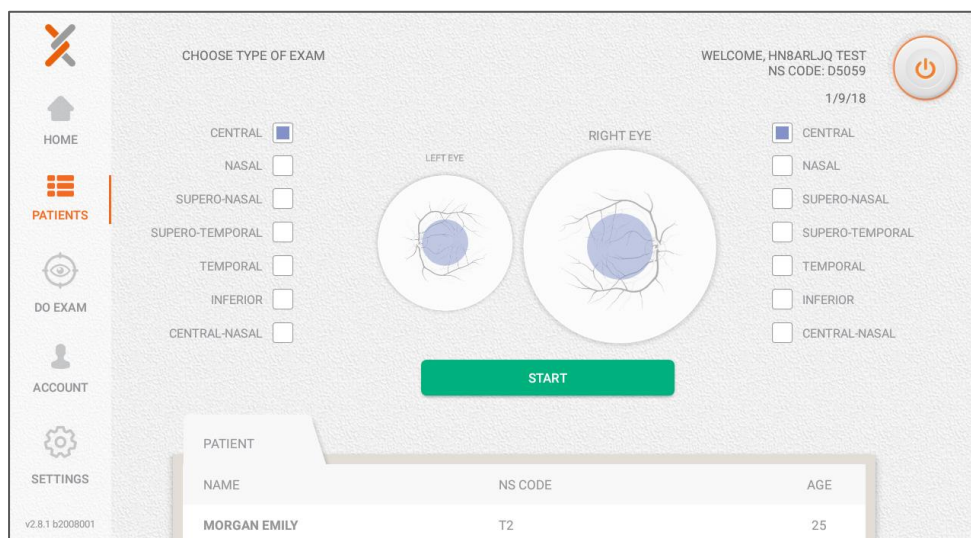 CHOOSE TYPE OF EXAM
WELCOME, HN8ARLJQ TEST
NS CODE: D5059
1/9/18
HOME
PATIENTS
DO EXAM
ACCOUNT
SETTINGS
v2.8.1 b2008001
CENTRAL
NASAL
SUPERO-NASAL
SUPERO-TEMPORAL
TEMPORAL
INFERIOR
CENTRAL-NASAL
LEFT EYE
RIGHT EYE
CENTRAL
NASAL
SUPERO-NASAL
SUPERO-TEMPORAL
TEMPORAL
INFERIOR
CENTRAL-NASAL
START
PATIENT
NAME NS CODE AGE
MORGAN EMILY T2 25